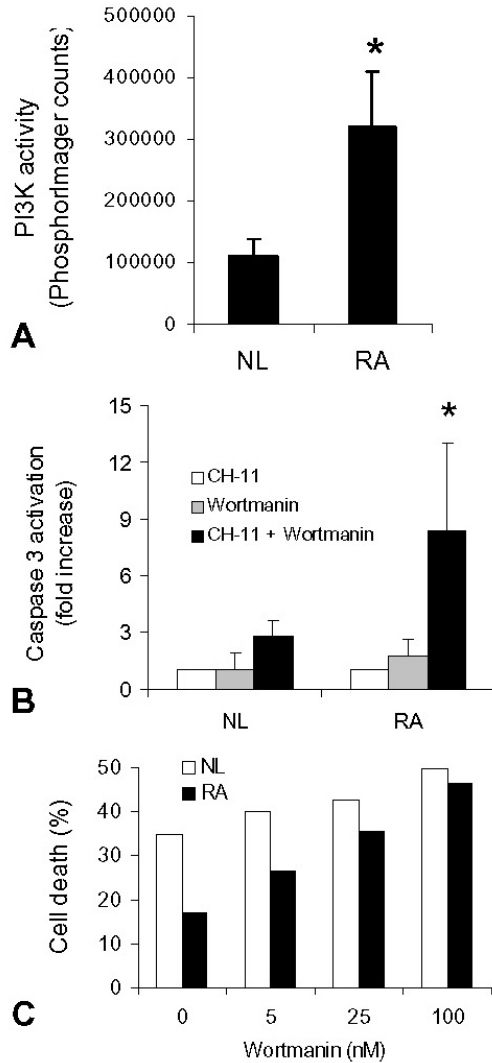 500000
400000
300000
200000
100000
0
PI3K activity
(PhosphorImager counts)
*
NL RA
A
15
12
9
6
3
0
Caspase 3 activation
(fold increase)
*
CH-11
Wortmanin
CH-11 + Wortmanin
NL RA
B
50
40
30
20
10
0
Cell death (%)
NL
RA
0 5 25 100
Wortmanin (nM)
C